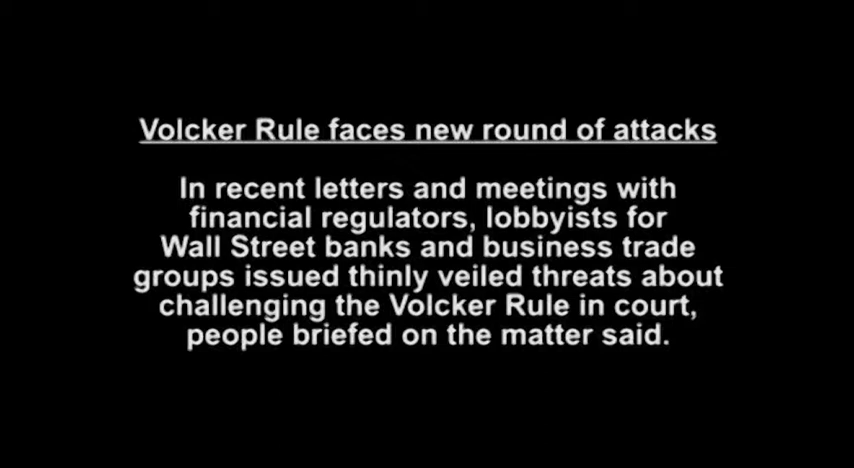 Volcker Rule faces new round of attacks
In recent letters and meetings with
financial regulators, lobbyists for
Wall Street banks and business trade
groups issued thinly veiled threats about
challenging the Volcker Rule in court,
people briefed on the matter said.